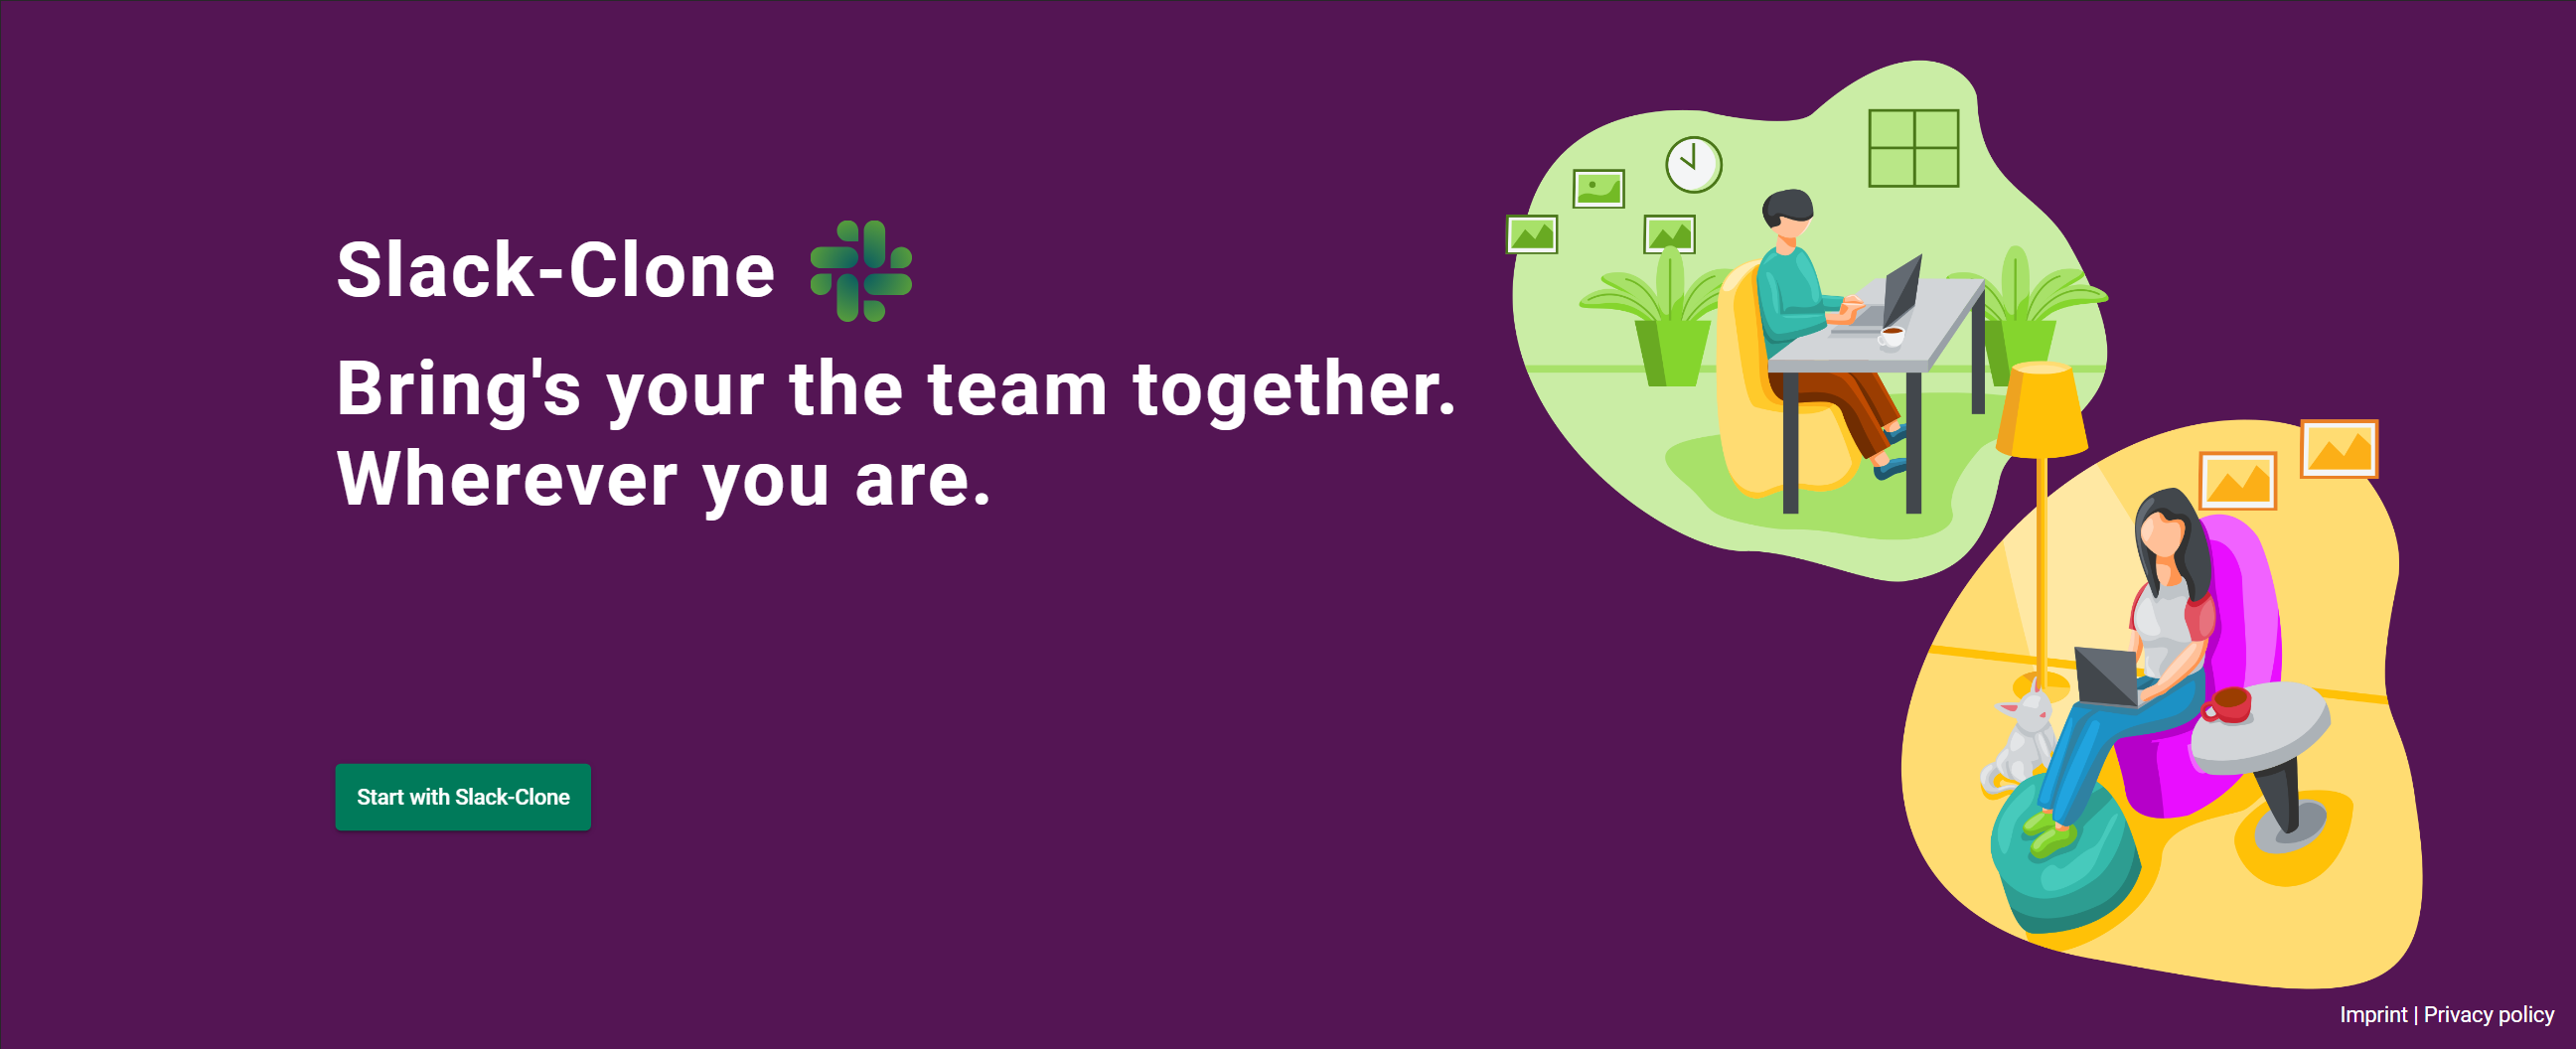 Slack-Clone
Bring's your the team together.
Wherever you are.
Start with Slack-Clone
Imprint | Privacy policy